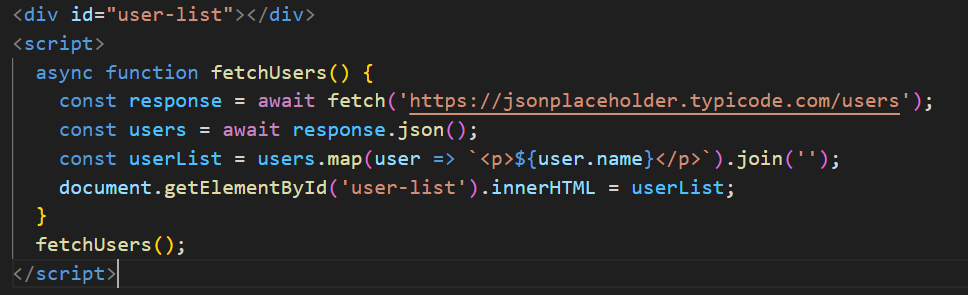 <div id="user-list"></div>
<script>
  async function fetchUsers() {
    const response = await fetch('https://jsonplaceholder.typicode.com/users');
    const users = await response.json();
    const userList = users.map(user => `<p>${user.name}</p>`).join('');
    document.getElementById('user-list').innerHTML = userList;
  }
  fetchUsers();
</script>